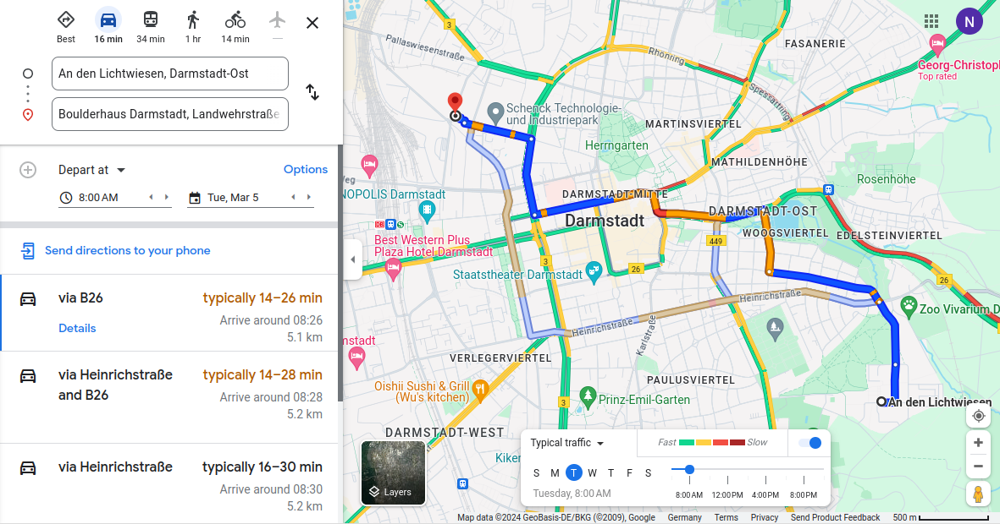 Best
16 min
34 min
1 hr
14 min
—
An den Lichtwiesen, Darmstadt-Ost
Boulderhaus Darmstadt, Landwehrstraße
Depart at
Options
8:00 AM
Tue, Mar 5
Send directions to your phone
via B26
typically 14–26 min
Arrive around 08:26
5.1 km
Details
via Heinrichstraße
and B26
typically 14–28 min
Arrive around 08:28
5.2 km
via Heinrichstraße
typically 16–30 min
Arrive around 08:30
5.2 km
N
3
Pallaswiesenstraße
Rhönring
FASANERIE
Georg-Christoph
Top rated
Spessartring
Schenck Technologie-
und Industriepark
MARTINSVIERTEL
Herrngarten
MATHILDENHÖHE
Rosenhöhe
Weg
NOPOLIS Darmstadt
DARMSTADT-MITTE
Darmstadt
DARMSTADT-OST
WOOGSVIERTEL
EDELSTEINVIERTEL
DB
S
Best Western Plus
Plaza Hotel Darmstadt
449
3
26
26
Staatstheater Darmstadt
Heinrichstraße
Zoo Vivarium D
Heinrichstraße
Karlstraße
mstadt
VERLEGERVIERTEL
PAULUSVIERTEL
Oishii Sushi & Grill
(Wu's kitchen)
3
Prinz-Emil-Garten
An den Lichtwiesen
DARMSTADT-WEST
Kiker
Layers
Typical traffic
Fast
Slow
S M T W T F S
Tuesday, 8:00 AM
8:00 AM 12:00 PM 4:00 PM 8:00 PM
Map data ©2024 GeoBasis-DE/BKG (©2009), Google Germany Terms Privacy Send Product Feedback 500 m